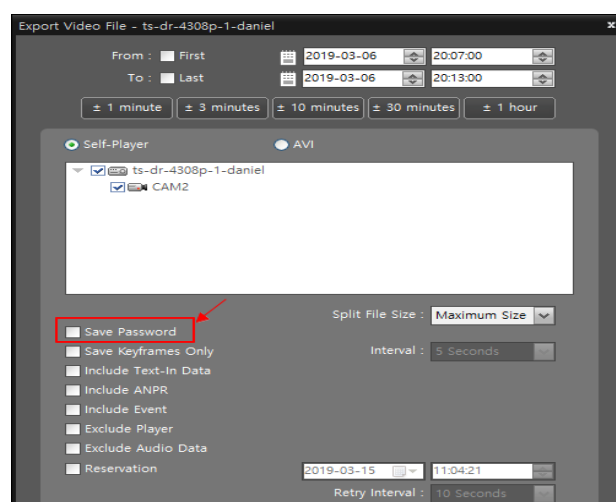 Export Video File - ts-dr-4308p-1-daniel x
From : First 2019-03-06 20:07:00
To : Last 2019-03-06 20:13:00
± 1 minute ± 3 minutes ± 10 minutes ± 30 minutes ± 1 hour
Self-Player AVI
ts-dr-4308p-1-daniel
CAM2
Split File Size : Maximum Size
Save Password
Save Keyframes Only Interval : 5 Seconds
Include Text-In Data
Include ANPR
Include Event
Exclude Player
Exclude Audio Data
Reservation 2019-03-15 11:04:21
Retry Interval : 10 Seconds